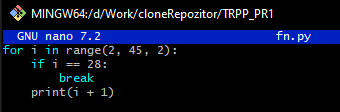 MINGW64:/d/Work/cloneRepozitor/TRPP_PR1
GNU nano 7.2 fn.py
for i in range(2, 45, 2):
    if i == 28:
        break
    print(i + 1)